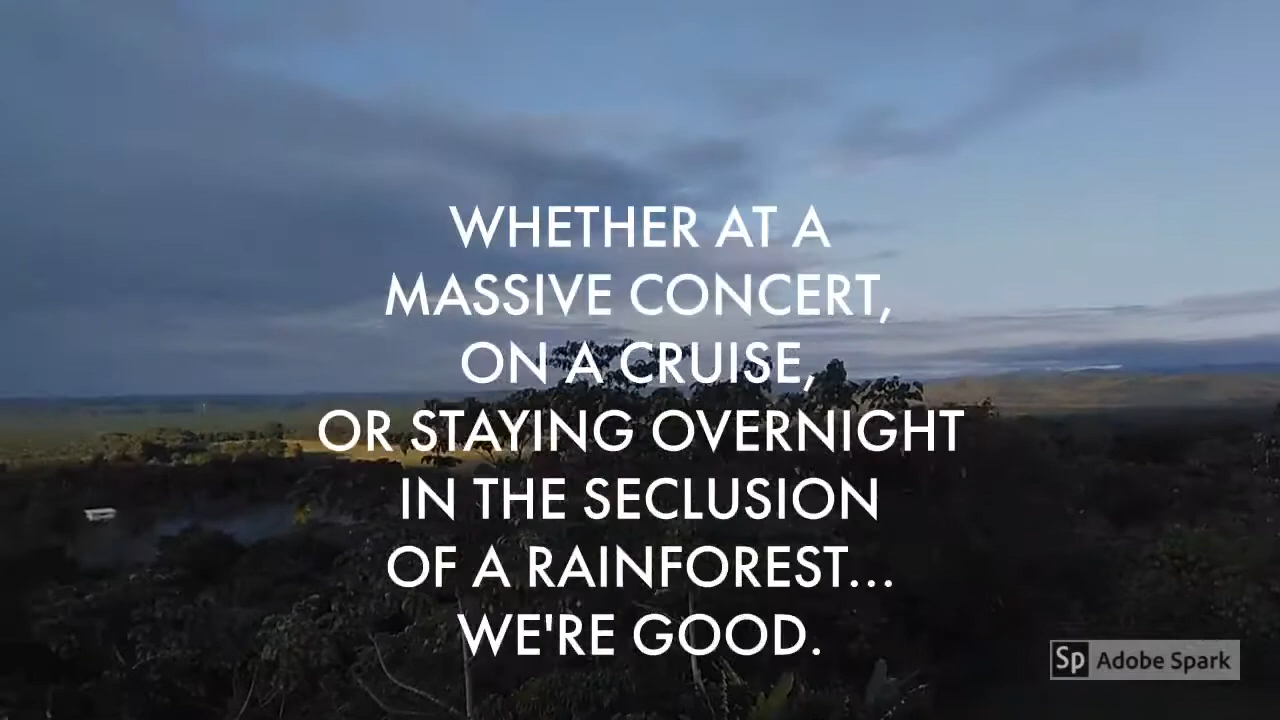 WHETHER AT A
MASSIVE CONCERT,
ON A CRUISE,
OR STAYING OVERNIGHT
IN THE SECLUSION
OF A RAINFOREST...
WE'RE GOOD.
Sp Adobe Spark